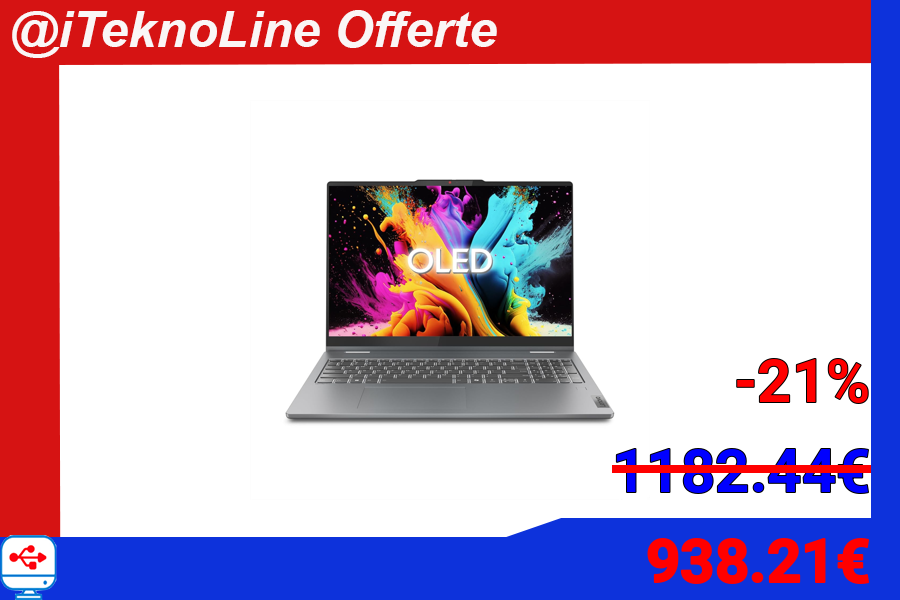 @iTeknoLine Offerte
OLED
-21%
1182.44€
938.21€